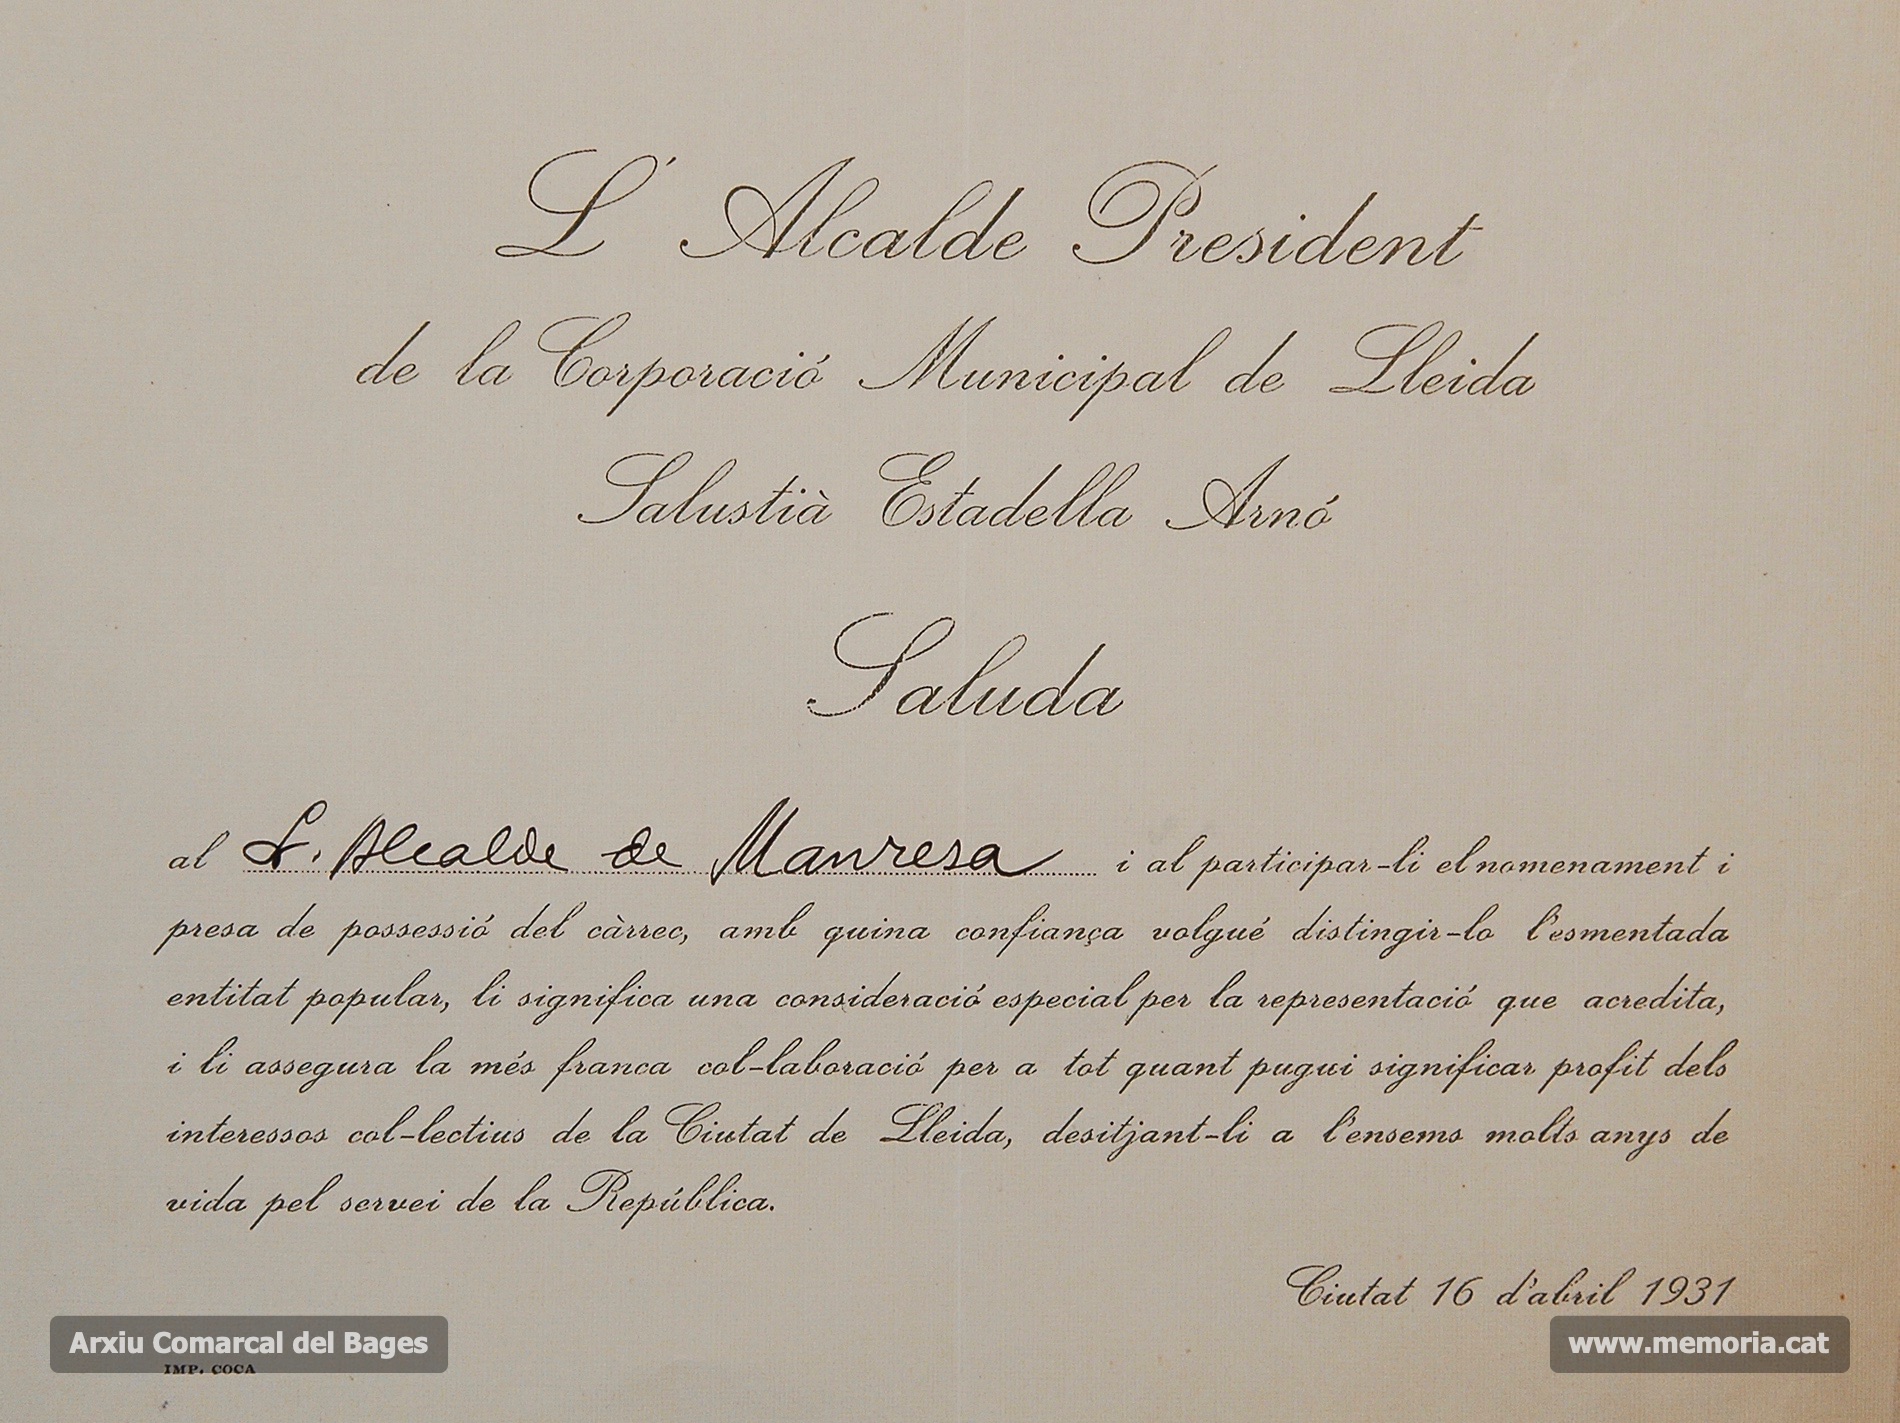 L' Alcalde President
de la Corporació Municipal de Lleida
Salustià Estadella Arnó
Saluda
al S. Alcalde de Manresa i al participar-li el nomenament i
presa de possessió del càrrec, amb quina confiança volgué distingir-lo l'esmentada
entitat popular, li significa una consideració especial per la representació que acredita,
i li assegura la més franca col-laboració per a tot quant pugui significar profit dels
interessos col-lectius de la Ciutat de Lleida, desitjant-li a l'ensems molts anys de
vida pel servei de la República.
Ciutat 16 d'abril 1931
Arxiu Comarcal del Bages
www.memoria.cat
IMP. COCA